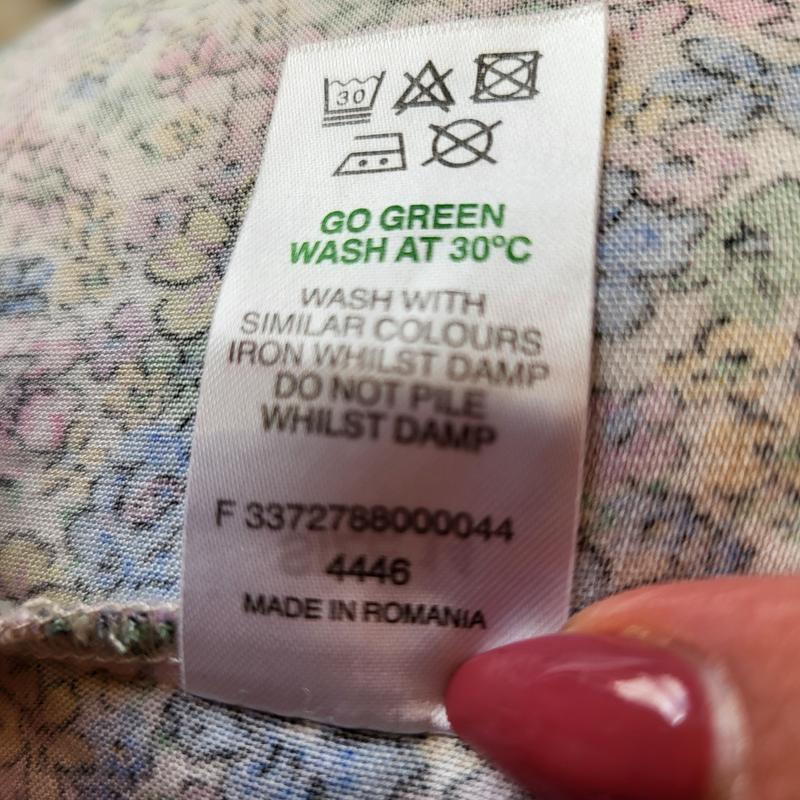 30
GO GREEN
WASH AT 30°C
WASH WITH
SIMILAR COLOURS
IRON WHILST DAMP
DO NOT PILE
WHILST DAMP
F 3372788000044
4446
MADE IN ROMANIA